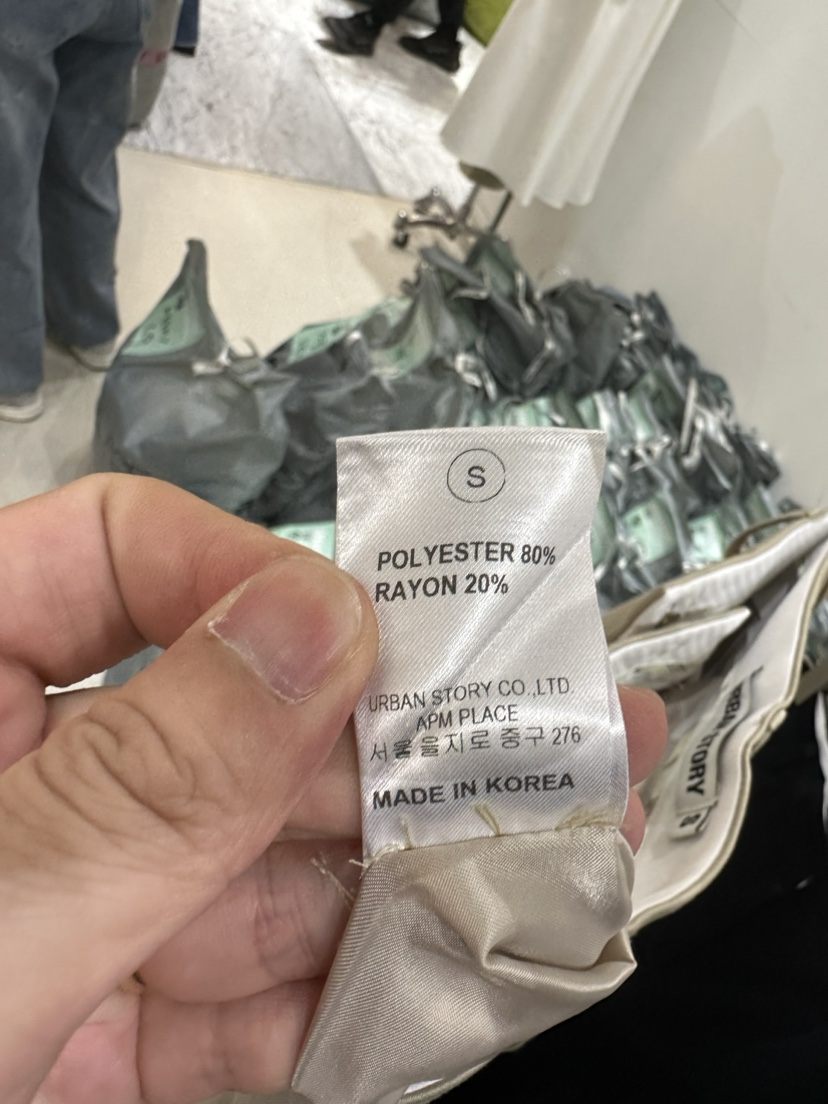 S
POLYESTER 80%
RAYON 20%
URBAN STORY CO.,LTD.
APM PLACE
서울 을지로 중구 276
MADE IN KOREA
STORY